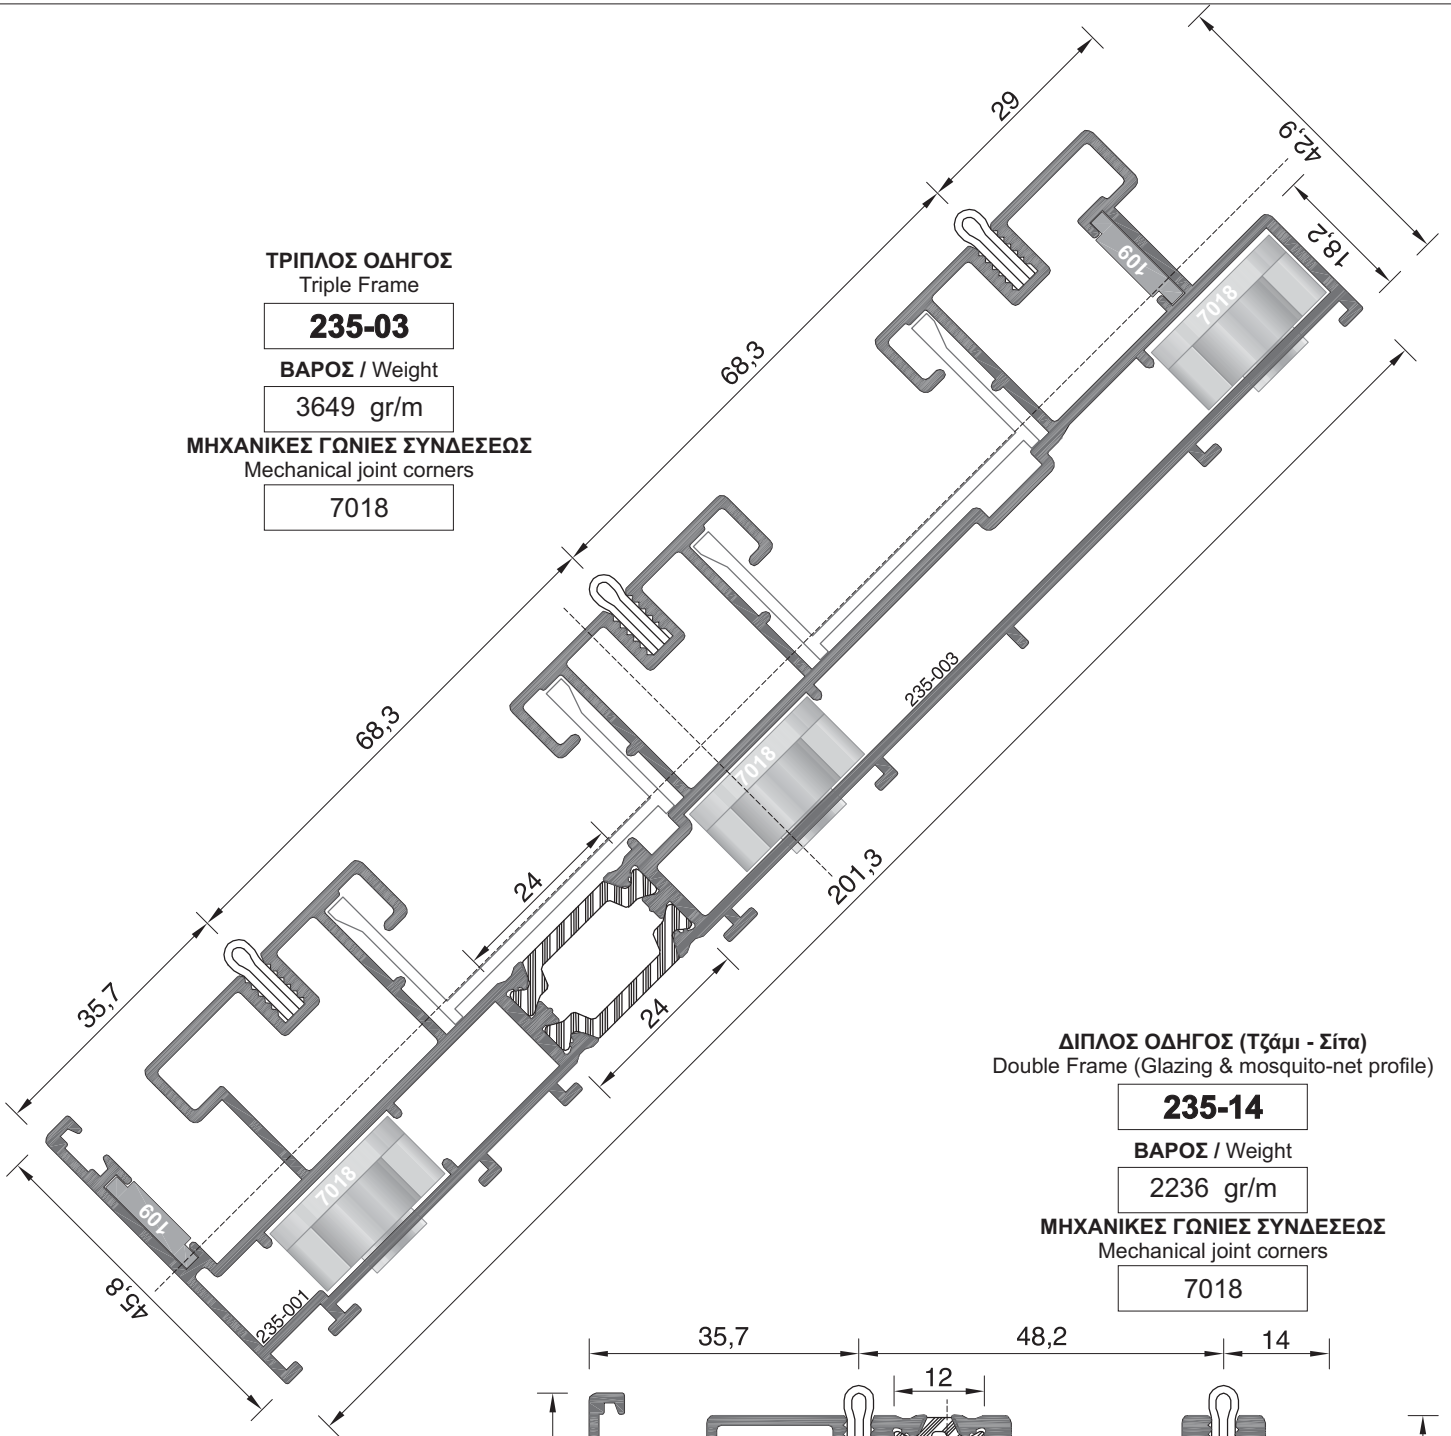 ΤΡΙΠΛΟΣ ΟΔΗΓΟΣ
Triple Frame
235-03
ΒΑΡΟΣ / Weight
3649 gr/m
ΜΗΧΑΝΙΚΕΣ ΓΩΝΙΕΣ ΣΥΝΔΕΣΕΩΣ
Mechanical joint corners
7018
29
42,9
18,2
109
7018
68,3
235-003
68,3
7018
201,3
24
24
35,7
7018
109
45,8
235-001
ΔΙΠΛΟΣ ΟΔΗΓΟΣ (Τζάμι - Σίτα)
Double Frame (Glazing & mosquito-net profile)
235-14
ΒΑΡΟΣ / Weight
2236 gr/m
ΜΗΧΑΝΙΚΕΣ ΓΩΝΙΕΣ ΣΥΝΔΕΣΕΩΣ
Mechanical joint corners
7018
35,7
48,2
14
12